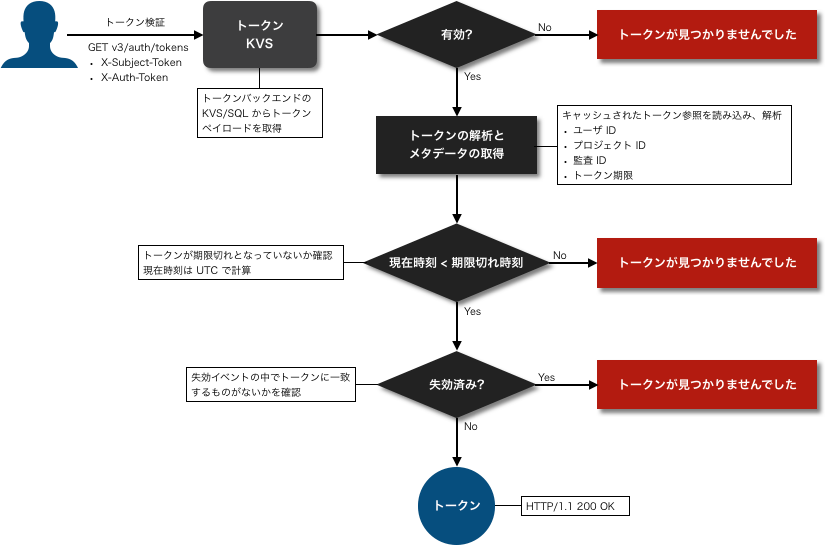 トークン検証
GET v3/auth/tokens
• X-Subject-Token
• X-Auth-Token
トークン
KVS
トークンバックエンドの
KVS/SQL からトークン
ペイロードを取得
有効?
No
トークンが見つかりませんでした
Yes
トークンの解析と
メタデータの取得
キャッシュされたトークン参照を読み込み、解析
• ユーザ ID
• プロジェクト ID
• 監査 ID
• トークン期限
トークンが期限切れとなっていないか確認
現在時刻は UTC で計算
現在時刻 < 期限切れ時刻
No
トークンが見つかりませんでした
Yes
失効イベントの中でトークンに一致
するものがないかを確認
失効済み?
Yes
トークンが見つかりませんでした
No
トークン
HTTP/1.1 200 OK